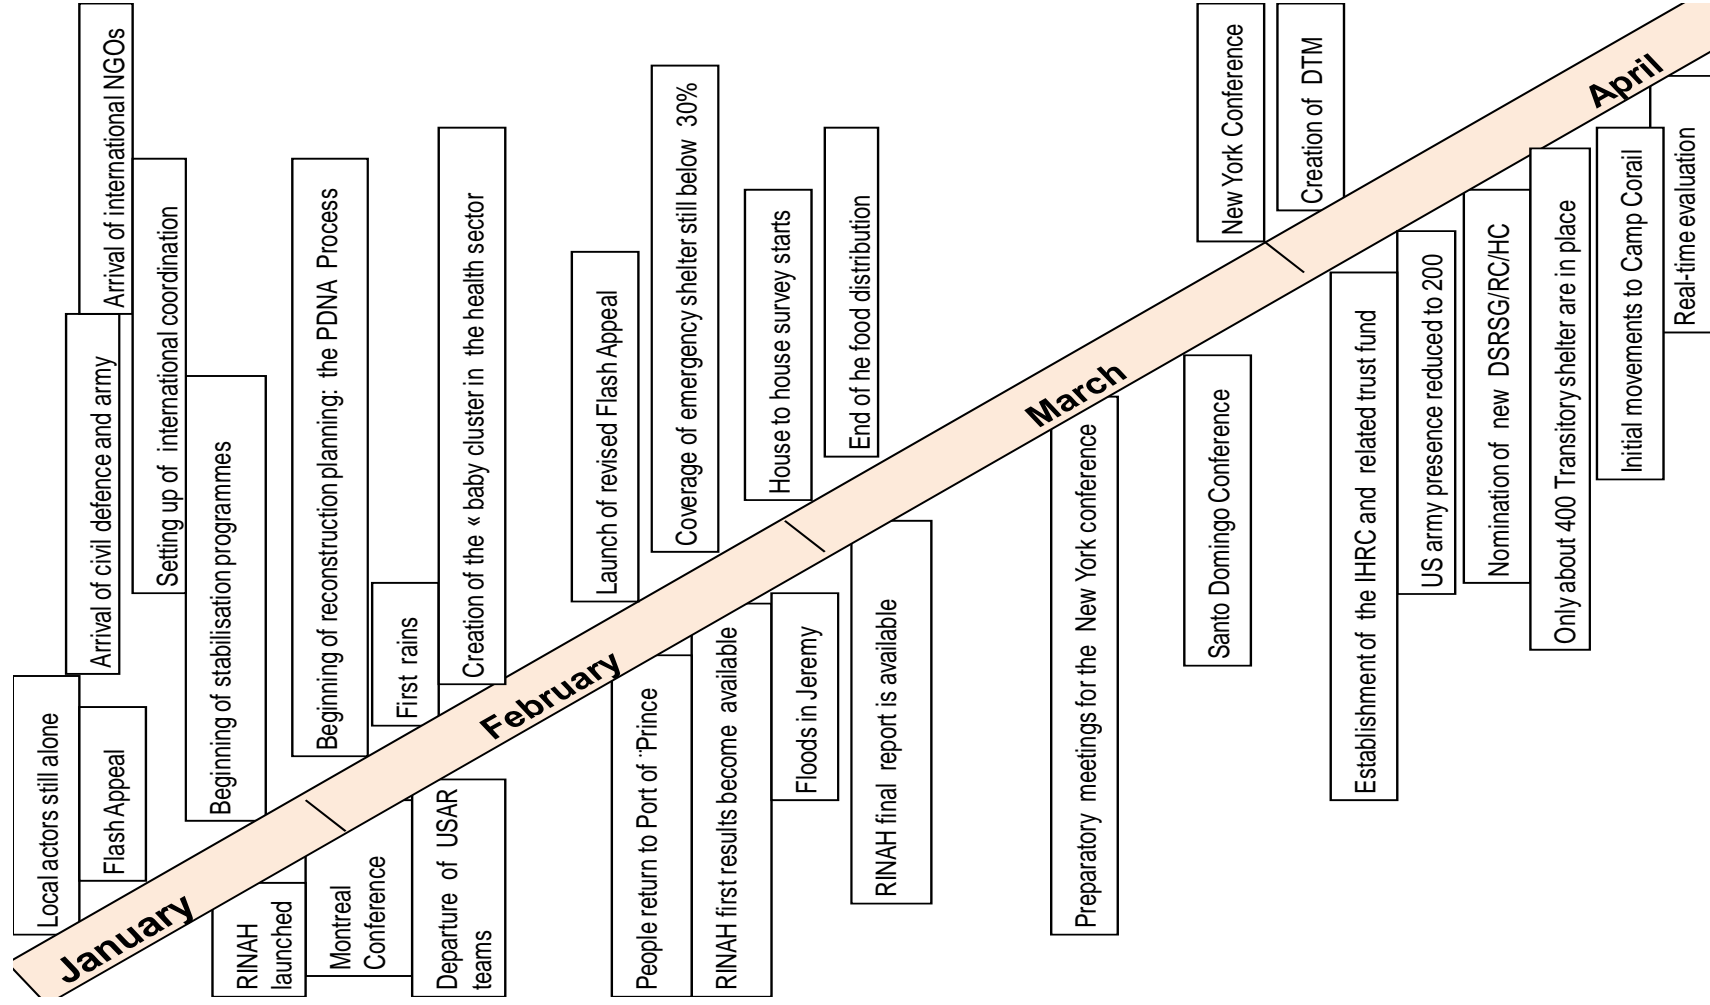 Local actors still alone
Flash Appeal
Arrival of civil defence and army
Arrival of international NGOs
Setting up of international coordination
Beginning of stabilisation programmes
Beginning of reconstruction planning: the PDNA Process
First rains
Creation of the « baby cluster in the health sector
Launch of revised Flash Appeal
Coverage of emergency shelter still below 30%
House to house survey starts
End of he food distribution
New York Conference
Creation of DTM
January
February
March
April
RINAH
launched
Montreal
Conference
Departure of USAR
teams
People return to Port of ¨Prince
RINAH first results become available
Floods in Jeremy
RINAH final report is available
Preparatory meetings for the New York conference
Santo Domingo Conference
Establishment of the IHRC and related trust fund
US army presence reduced to 200
Nomination of new DSRSG/RC/HC
Only about 400 Transitory shelter are in place
Initial movements to Camp Corail
Real-time evaluation